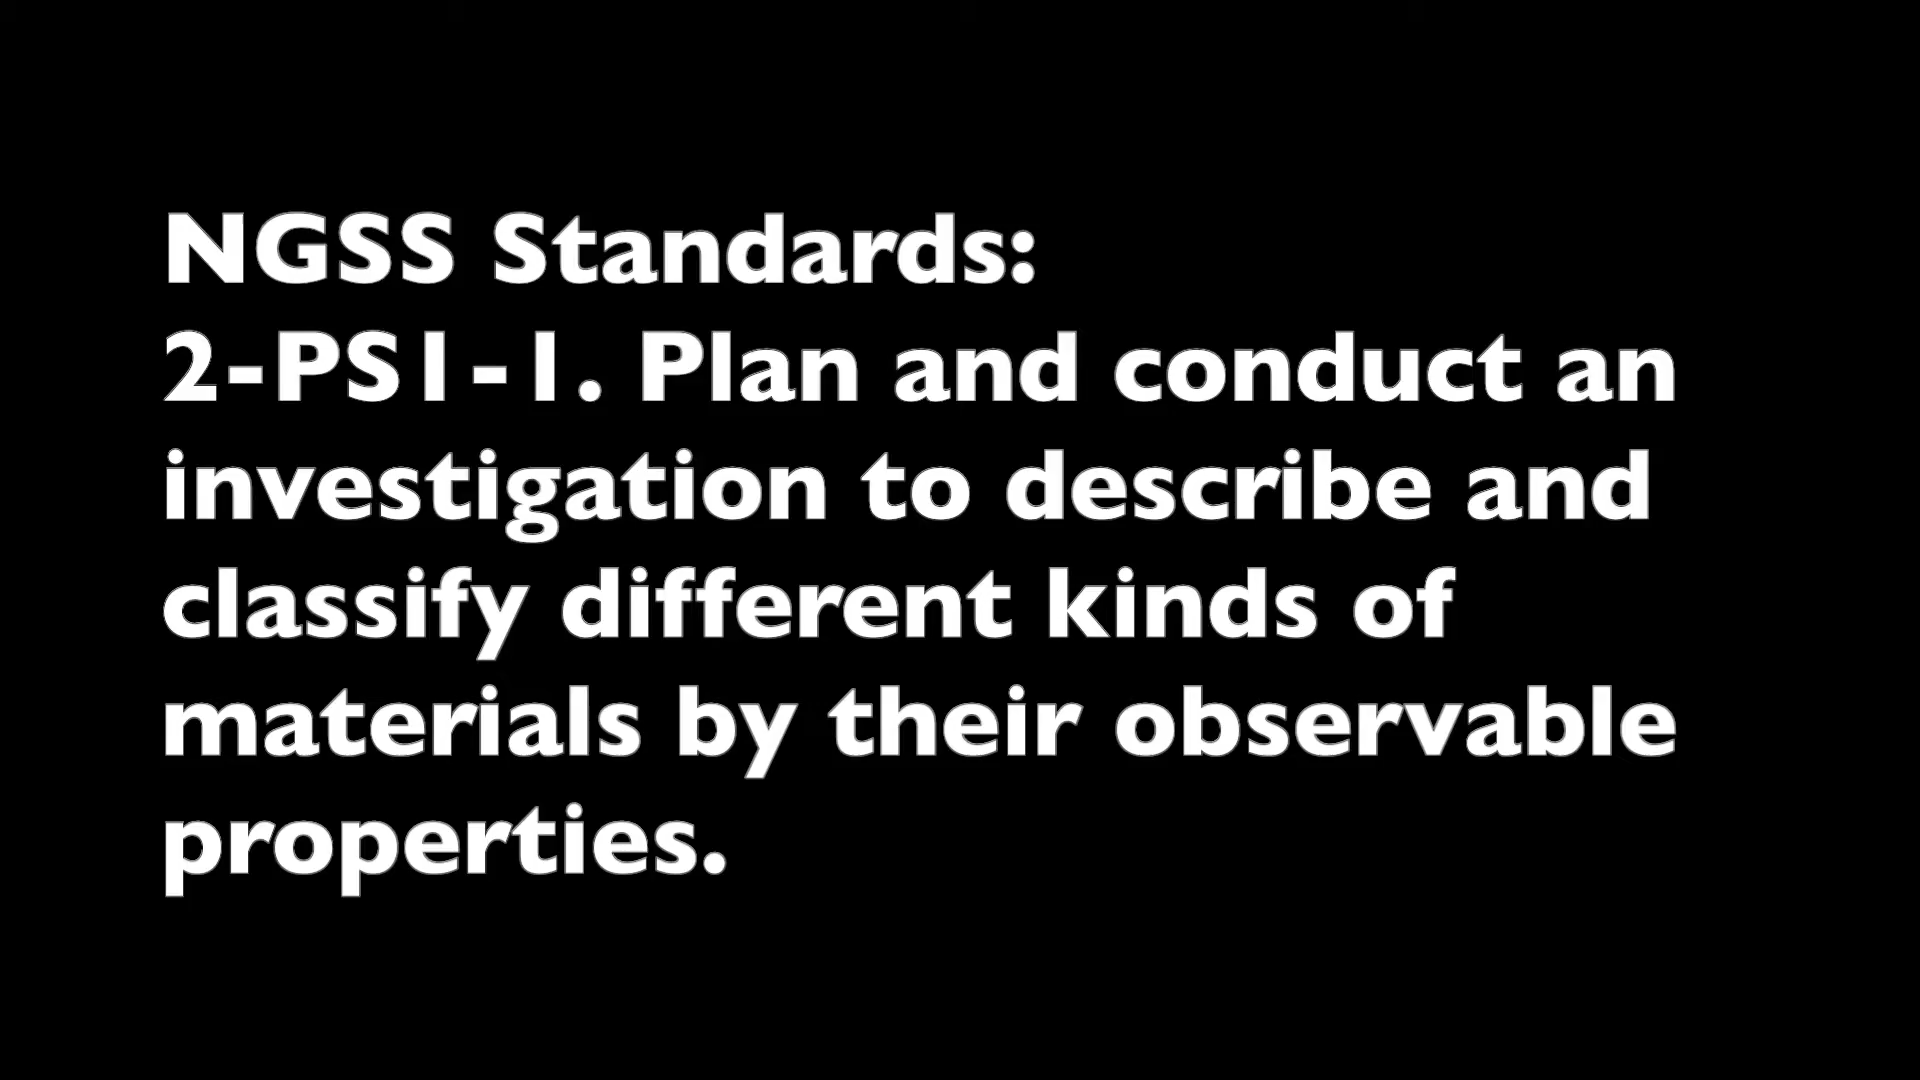 NGSS Standards:
2-PS1-1. Plan and conduct an
investigation to describe and
classify different kinds of
materials by their observable
properties.